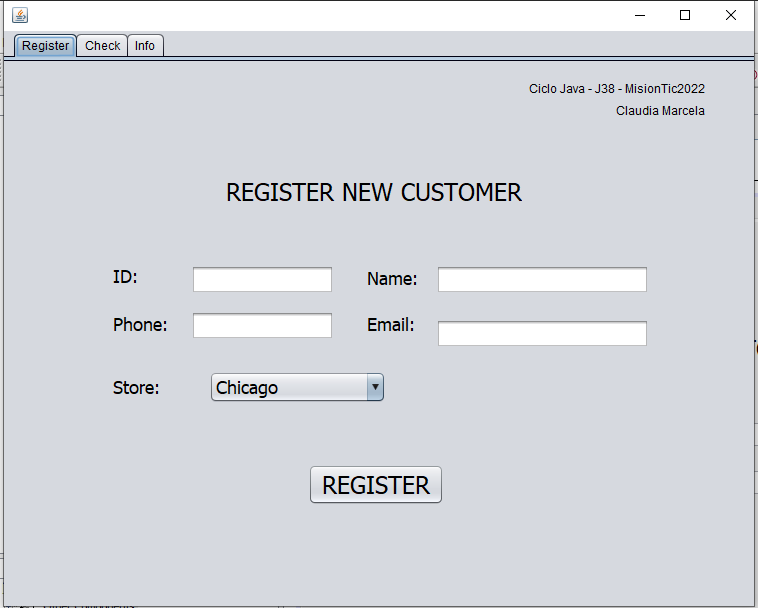 Register Check Info
Ciclo Java - J38 - MisionTic2022
Claudia Marcela
REGISTER NEW CUSTOMER
ID: Name:
Phone: Email:
Store: Chicago
REGISTER